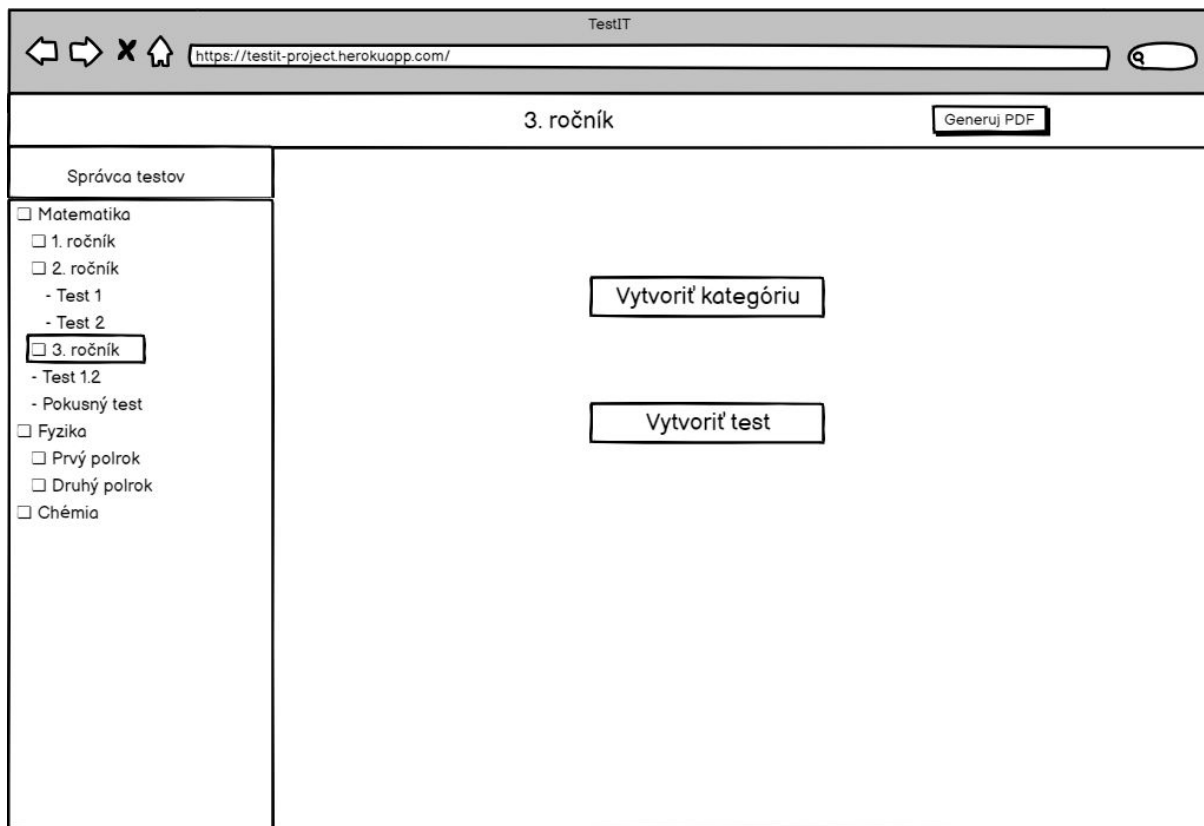 TestIT
https://testit-project.herokuapp.com/
3. ročník
Generuj PDF
Správca testov
Matematika
1. ročník
2. ročník
- Test 1
- Test 2
3. ročník
- Test 1.2
- Pokusný test
Fyzika
Prvý polrok
Druhý polrok
Chémia
Vytvoriť kategóriu
Vytvoriť test